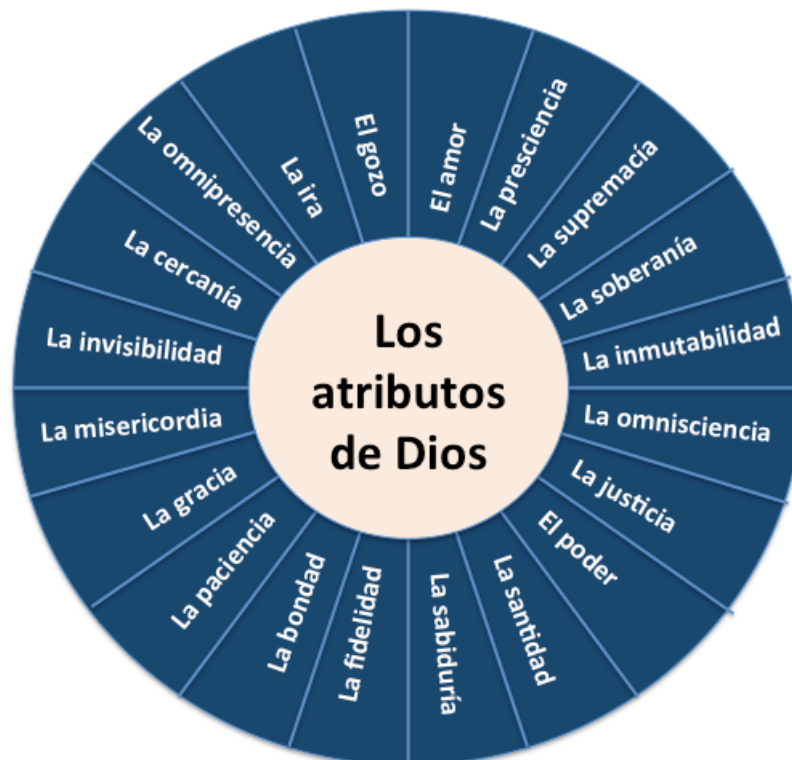 Los
atributos
de Dios
El amor
La presciencia
La supremacía
La soberanía
La inmutabilidad
La omnisciencia
La justicia
El poder
La santidad
La sabiduría
La fidelidad
La bondad
La paciencia
La gracia
La misericordia
La invisibilidad
La cercanía
La omnipresencia
La ira
El gozo